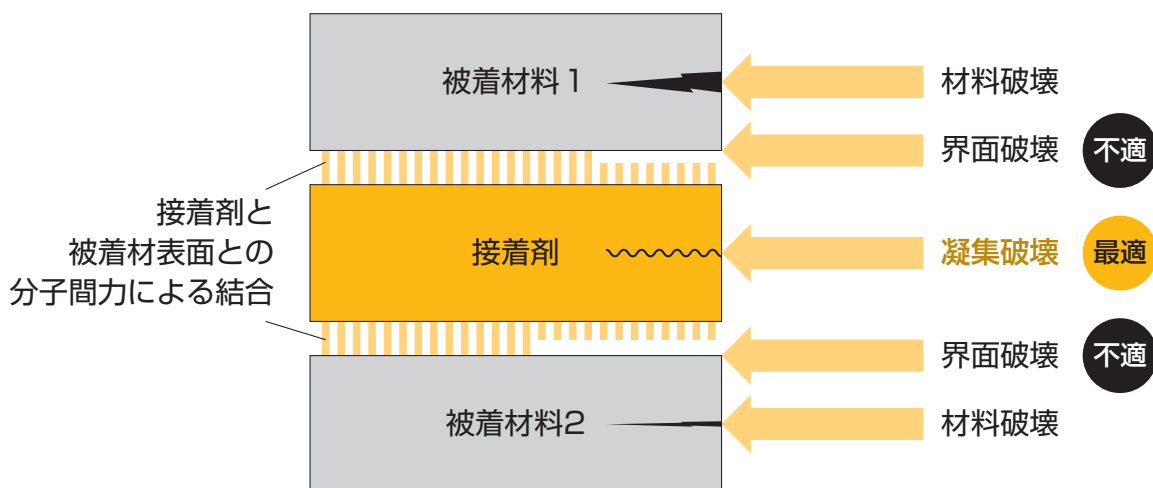 被着材料1
材料破壊
界面破壊 不適
接着剤と
被着材表面との
分子間力による結合
接着剤
凝集破壊 最適
界面破壊 不適
被着材料2
材料破壊